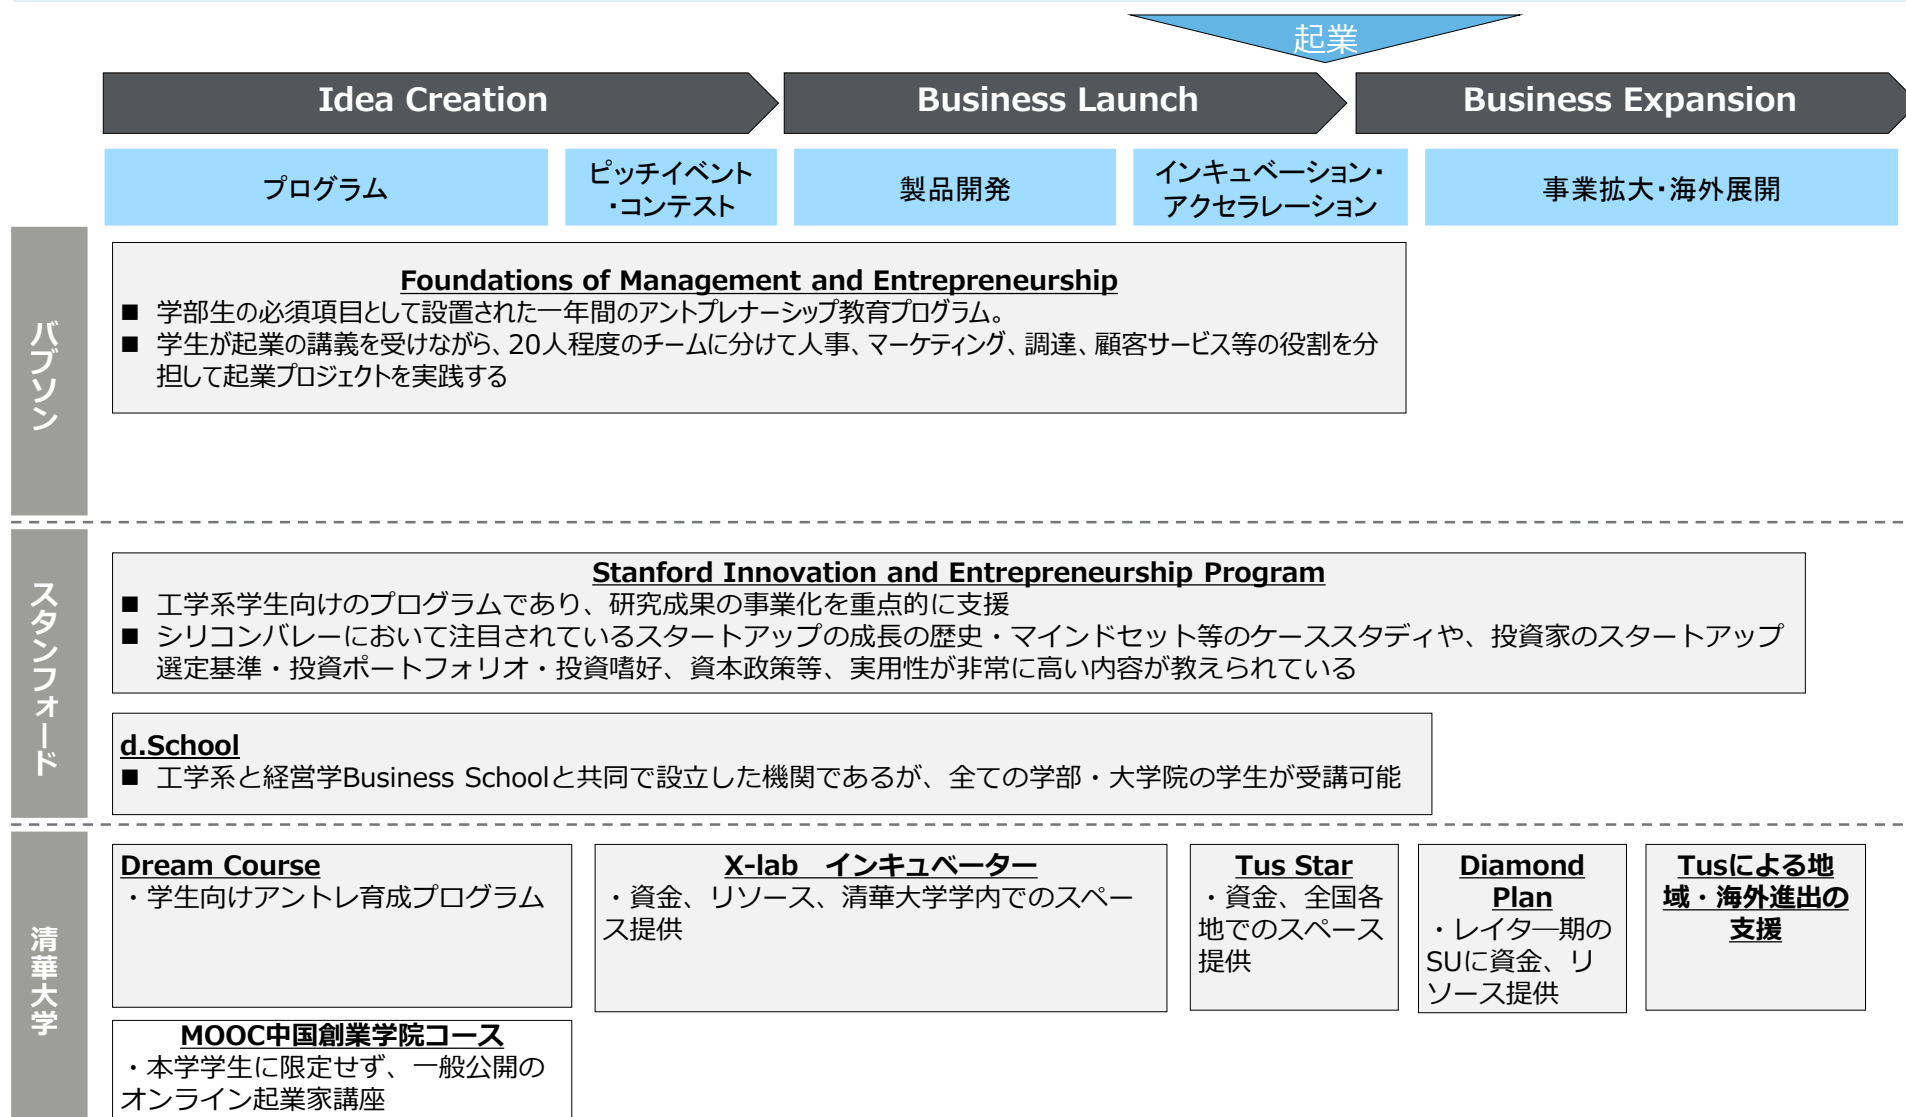 起業
Idea Creation
Business Launch
Business Expansion
プログラム
ピッチイベント
・コンテスト
製品開発
インキュベーション・
アクセラレーション
事業拡大・海外展開
バブソン
Foundations of Management and Entrepreneurship
■ 学部生の必須項目として設置された一年間のアントプレナーシップ教育プログラム。
■ 学生が起業の講義を受けながら、20人程度のチームに分けて人事、マーケティング、調達、顧客サービス等の役割を分
担して起業プロジェクトを実践する
スタンフォード
Stanford Innovation and Entrepreneurship Program
■ 工学系学生向けのプログラムであり、研究成果の事業化を重点的に支援
■ シリコンバレーにおいて注目されているスタートアップの成長の歴史・マインドセット等のケーススタディや、投資家のスタートアップ
選定基準・投資ポートフォリオ・投資嗜好、資本政策等、実用性が非常に高い内容が教えられている
d.School
■ 工学系と経営学Business Schoolと共同で設立した機関であるが、全ての学部・大学院の学生が受講可能
清華大学
Dream Course
・学生向けアントレ育成プログラム
X-lab　インキュベーター
・資金、リソース、清華大学学内でのスペー
ス提供
Tus Star
・資金、全国各
地でのスペース
提供
Diamond
Plan
・レイタ―期の
SUに資金、リ
ソース提供
Tusによる地
域・海外進出の
支援
MOOC中国創業学院コース
・本学学生に限定せず、一般公開の
オンライン起業家講座